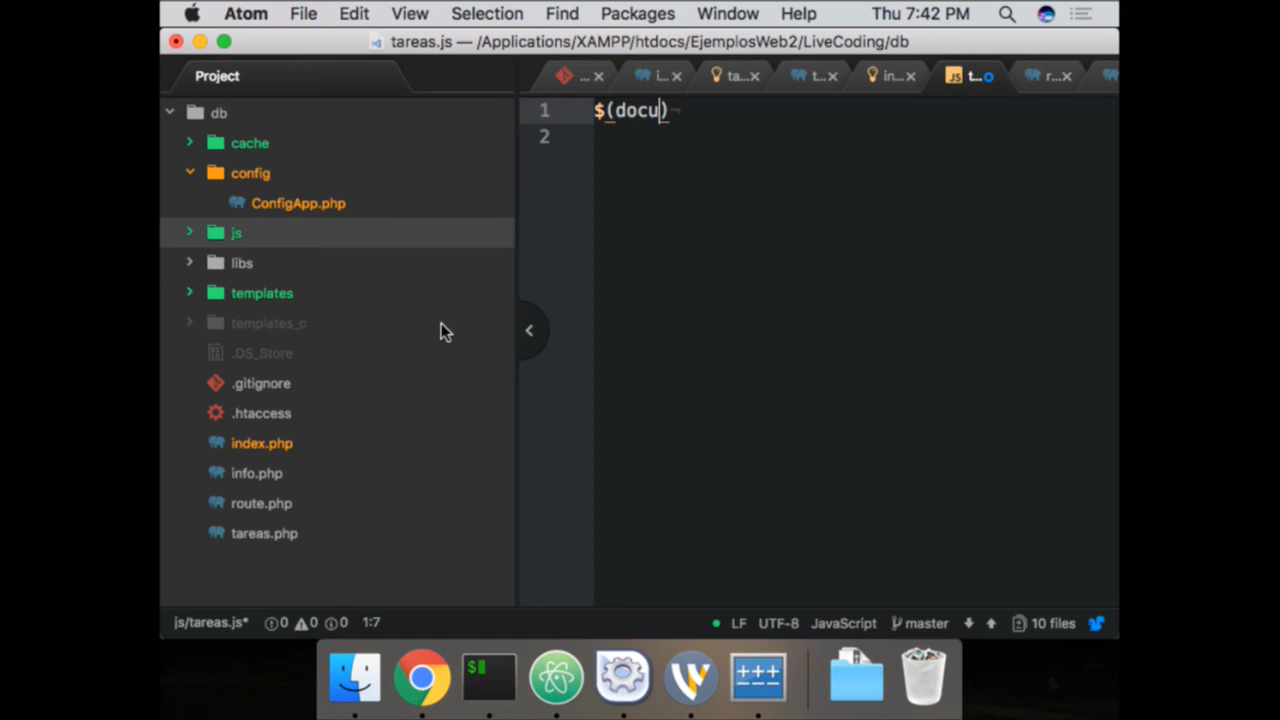 Atom File Edit View Selection Find Packages Window Help Thu 7:42 PM
tareas.js — /Applications/XAMPP/htdocs/EjemplosWeb2/LiveCoding/db
Project
... i... ta... t... in... JS t... r...
db
cache
config
ConfigApp.php
js
libs
templates
templates_c
.DS_Store
.gitignore
.htaccess
index.php
info.php
route.php
tareas.php
1 $(docu)¬
2
js/tareas.js* 0 0 0 1:7 LF UTF-8 JavaScript master 10 files
$
+++